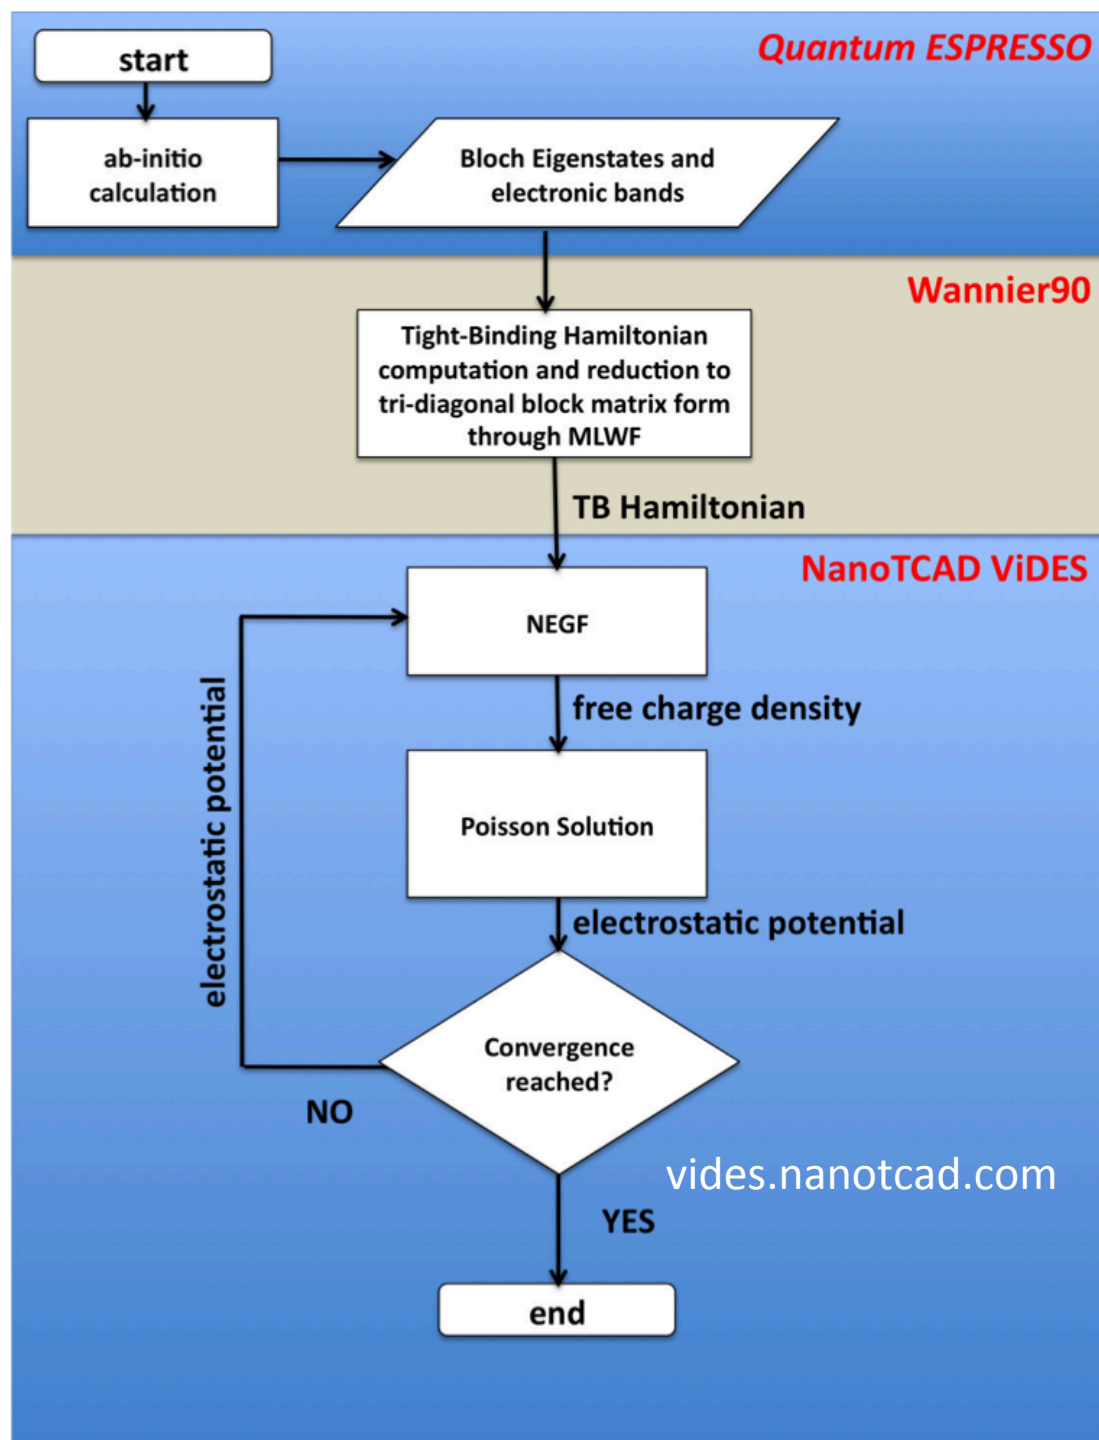 Quantum ESPRESSO
start
ab-initio
calculation
Bloch Eigenstates and
electronic bands
Wannier90
Tight-Binding Hamiltonian
computation and reduction to
tri-diagonal block matrix form
through MLWF
TB Hamiltonian
NanoTCAD ViDES
NEGF
free charge density
electrostatic potential
Poisson Solution
electrostatic potential
Convergence
reached?
NO
vides.nanotcad.com
YES
end